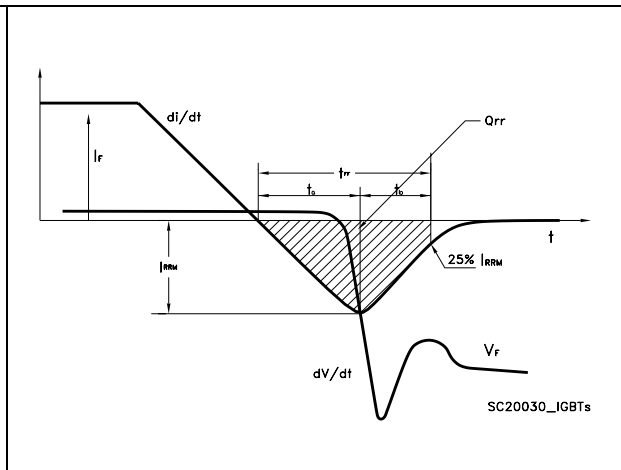 di/dt
Qrr
IF
trr
ta
tb
t
IRRM
25% IRRM
dV/dt
VF
SC20030_IGBTs